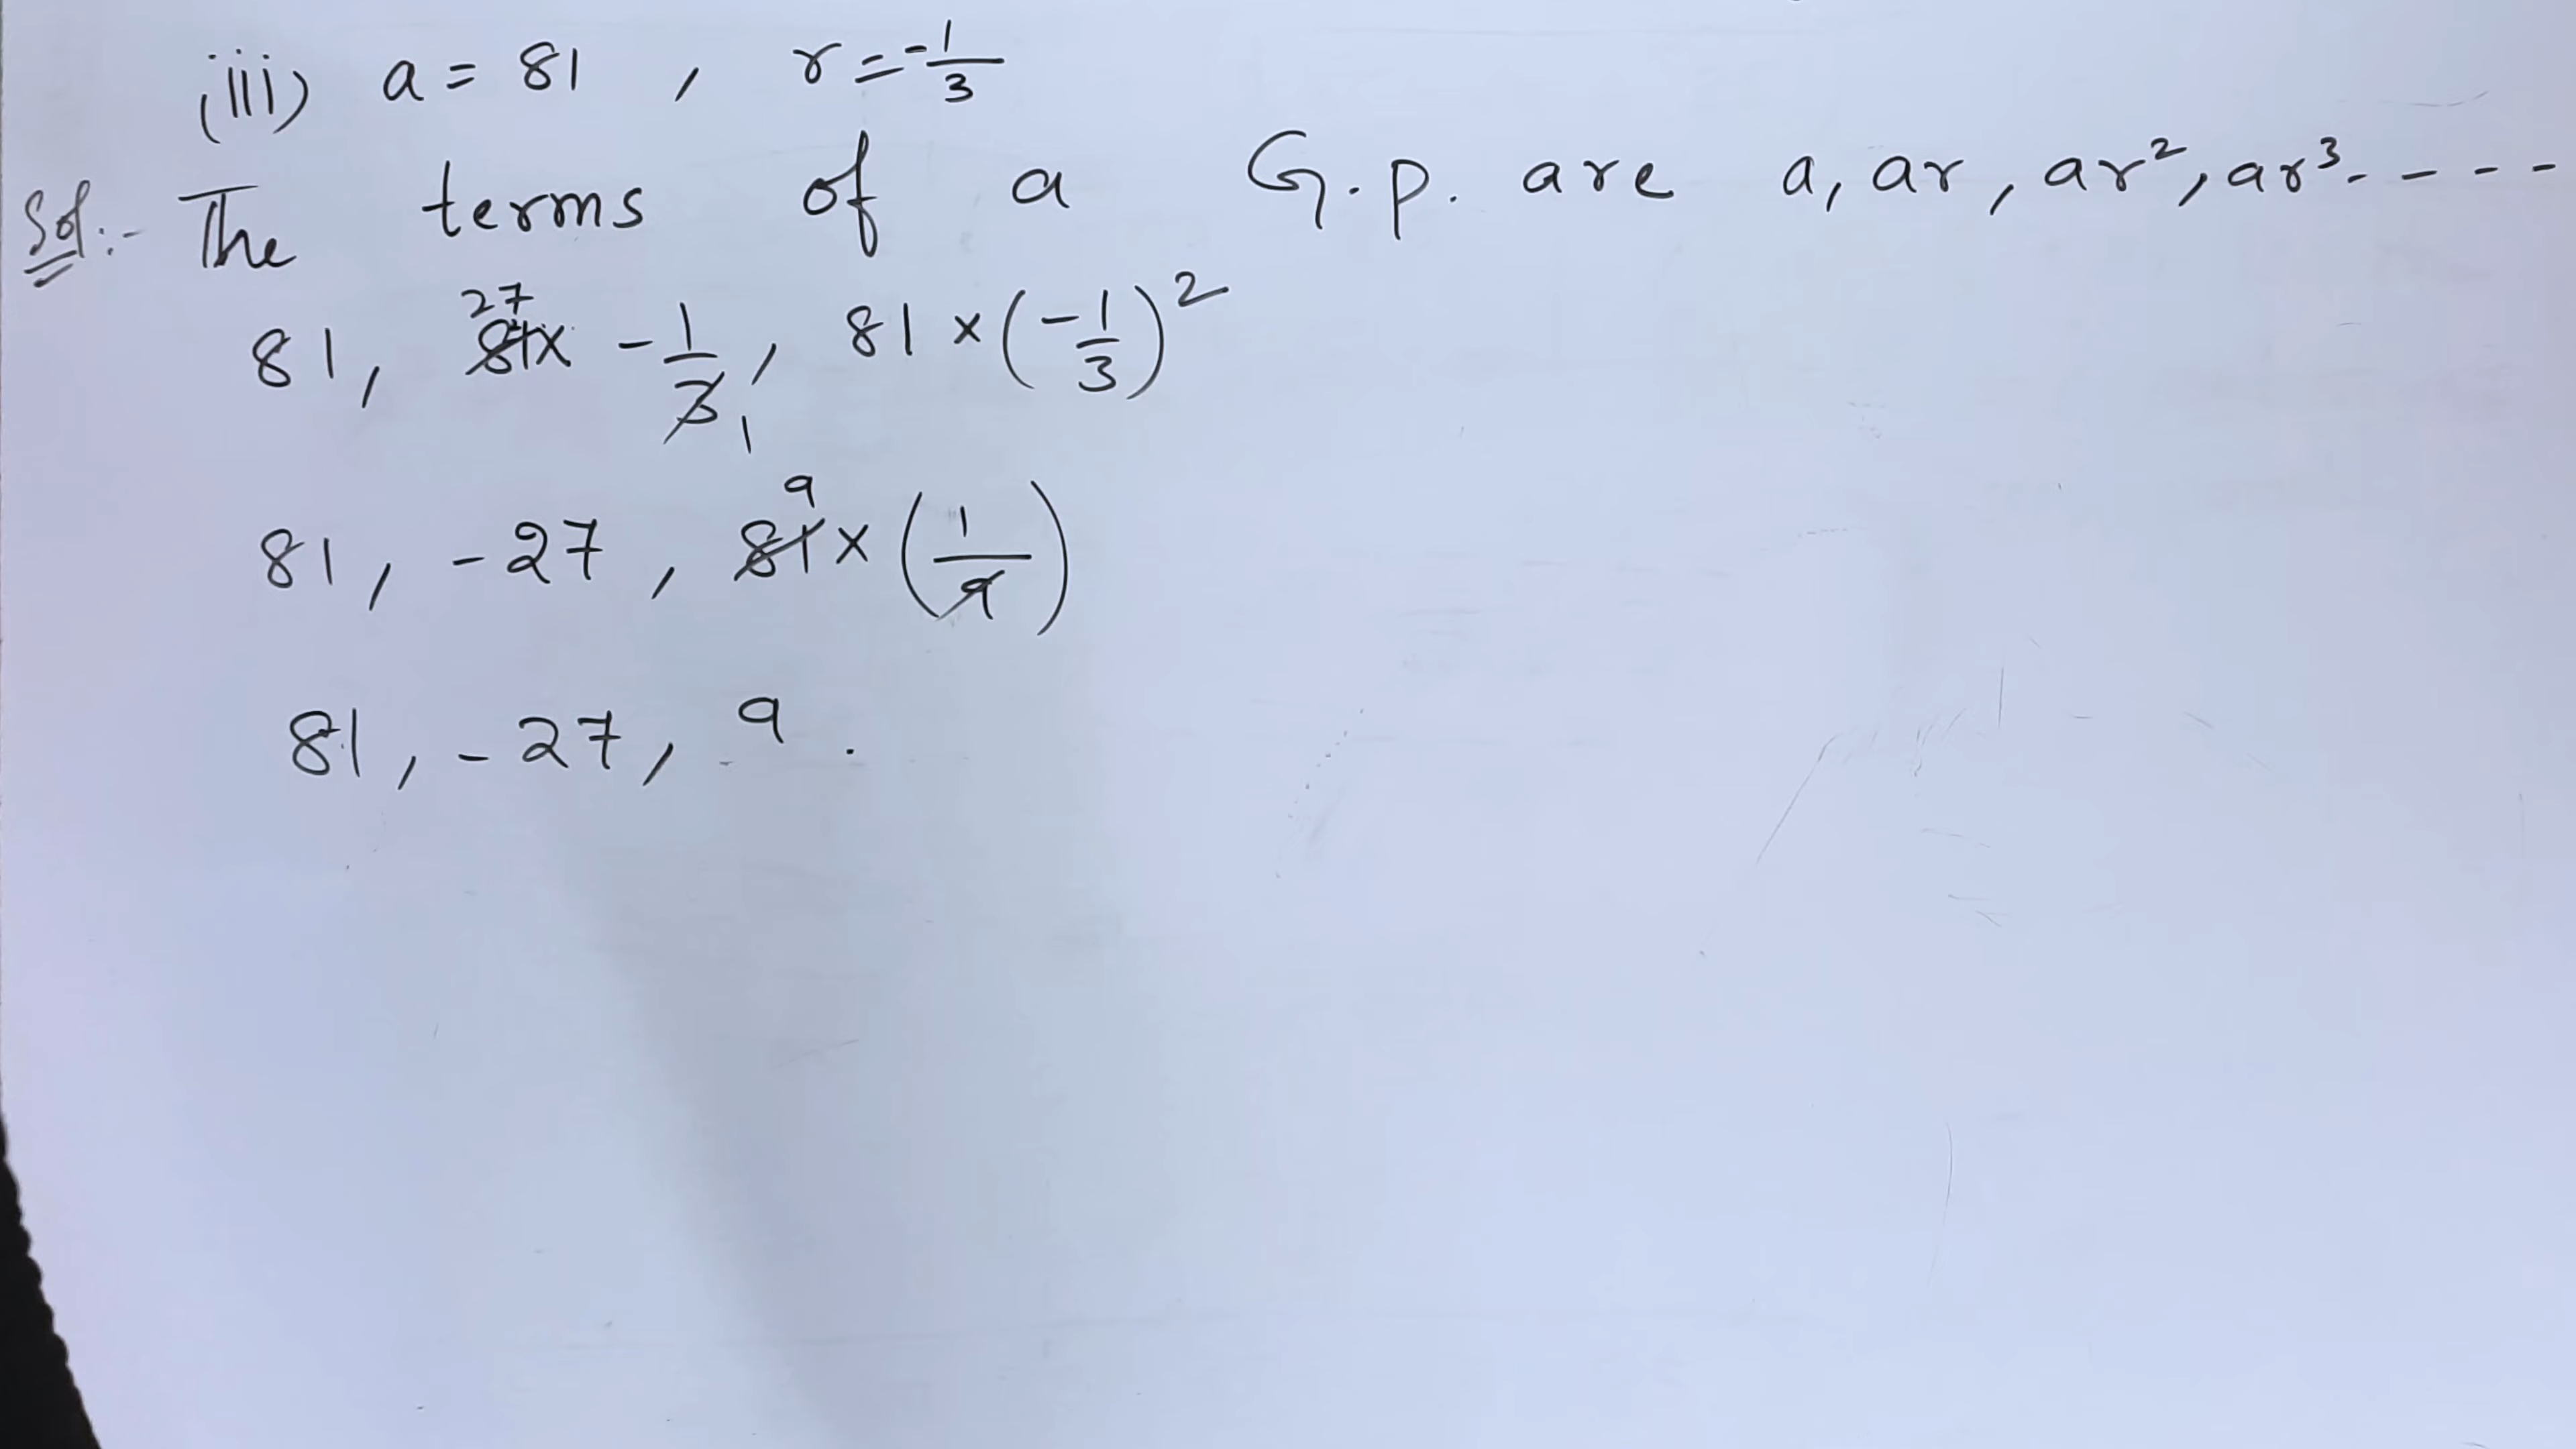 (iii) a = 81 , r = -1/3
Sol:- The terms of a G.p. are a, ar, ar², ar³- - - -
81, 27 81x - 1/3 1, 81 × (-1/3)²
81, -27, 9 81 × (1/9)
81, -27, 9.